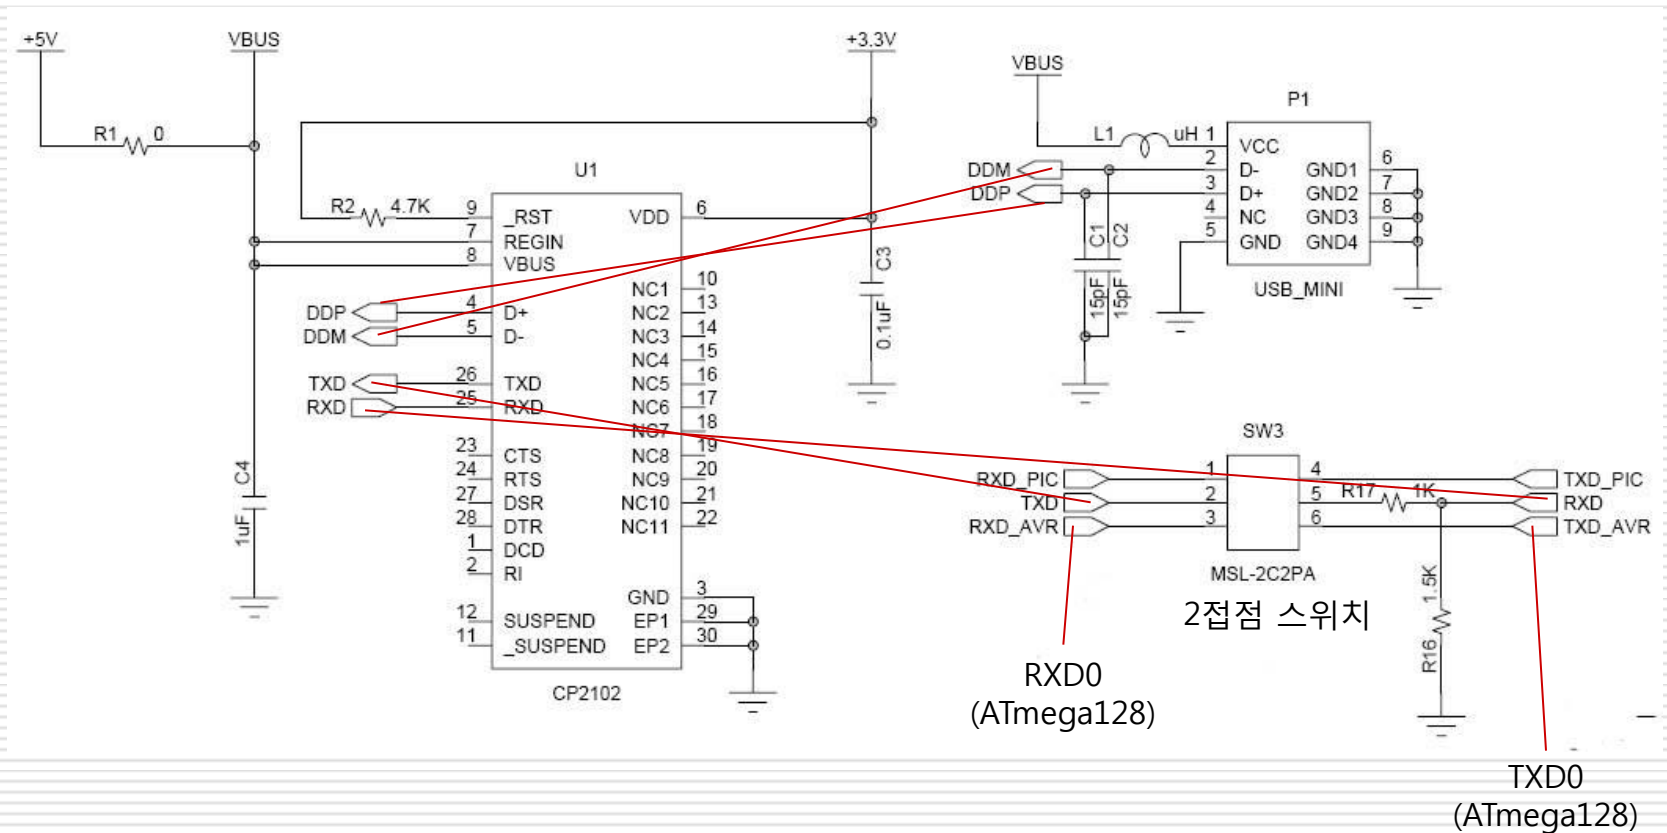 +5V
VBUS
+3.3V
R1 0
U1
R2 4.7K
9 _RST
7 REGIN
8 VBUS
DDP 4 D+
DDM 5 D-
TXD 26 TXD
RXD 25 RXD
23 CTS
24 RTS
27 DSR
28 DTR
1 DCD
2 RI
12 SUSPEND
11 _SUSPEND
VDD 6
NC1 10
NC2 13
NC3 14
NC4 15
NC5 16
NC6 17
NC7 18
NC8 19
NC9 20
NC10 21
NC11 22
GND 3
EP1 29
EP2 30
CP2102
C4
1uF
C3
0.1uF
VBUS
P1
L1 uH 1 VCC
DDM 2 D-
DDP 3 D+
4 NC
5 GND
GND1 6
GND2 7
GND3 8
GND4 9
USB_MINI
C1
C2
15pF
15pF
SW3
RXD_PIC 1
TXD 2
RXD_AVR 3
4 TXD_PIC
5 R17 1K RXD
6 TXD_AVR
MSL-2C2PA
2접점 스위치
R16 1.5K
RXD0
(ATmega128)
TXD0
(ATmega128)